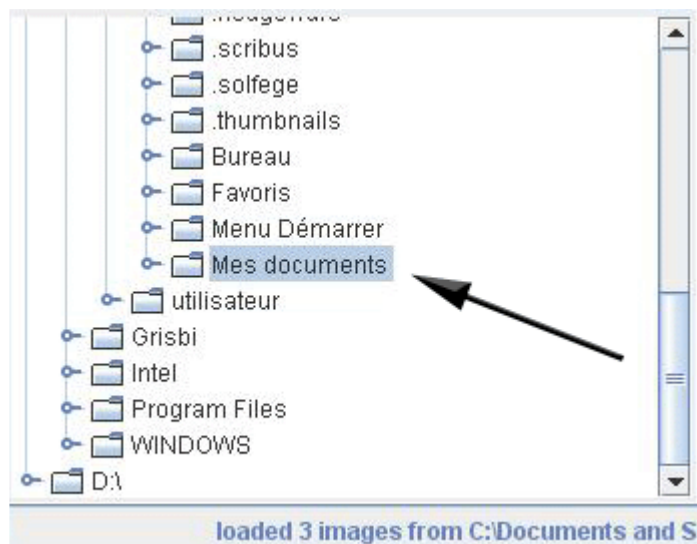 .scribus
.solfege
.thumbnails
Bureau
Favoris
Menu Démarrer
Mes documents
utilisateur
Grisbi
Intel
Program Files
WINDOWS
D:\
loaded 3 images from C:\Documents and S